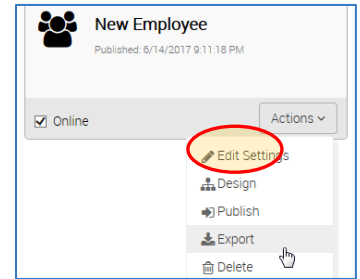 New Employee
Published: 6/14/2017 9:11:18 PM
Online
Actions
Edit Settings
Design
Publish
Export
Delete